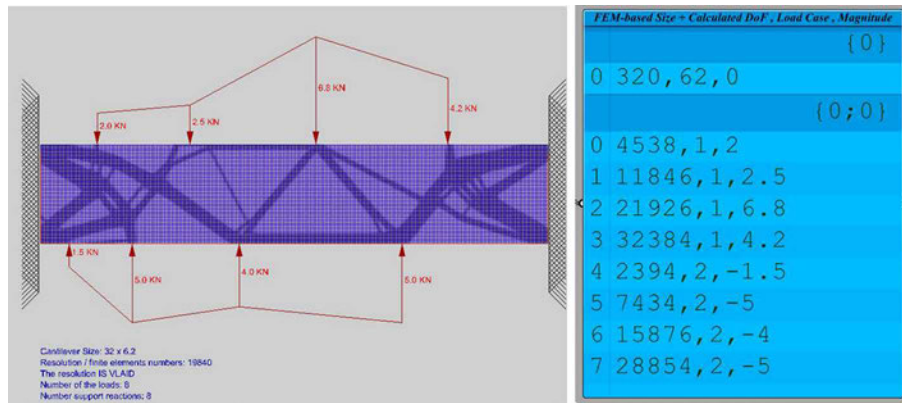 2.0 KN
2.5 KN
6.8 KN
4.2 KN
1.5 KN
5.0 KN
4.0 KN
5.0 KN
Cantilever Size: 32 x 6.2
Resolution / finite elements numbers: 19840
The resolution IS VLAID
Number of the loads: 8
Number support reactions: 8
FEM-based Size + Calculated DoF , Load Case , Magnitude
{0}
0 320,62,0
{0;0}
0 4538,1,2
1 11846,1,2.5
2 21926,1,6.8
3 32384,1,4.2
4 2394,2,-1.5
5 7434,2,-5
6 15876,2,-4
7 28854,2,-5